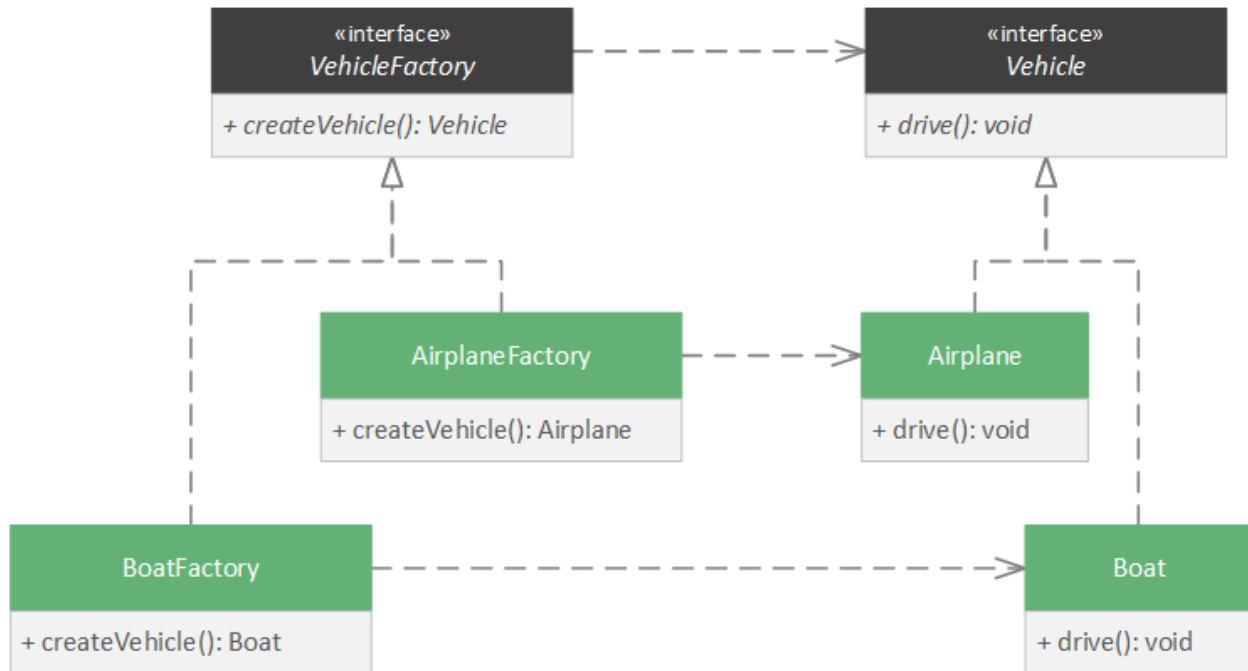 «interface»
VehicleFactory
+ createVehicle(): Vehicle
«interface»
Vehicle
+ drive(): void
AirplaneFactory
+ createVehicle(): Airplane
Airplane
+ drive(): void
BoatFactory
+ createVehicle(): Boat
Boat
+ drive(): void